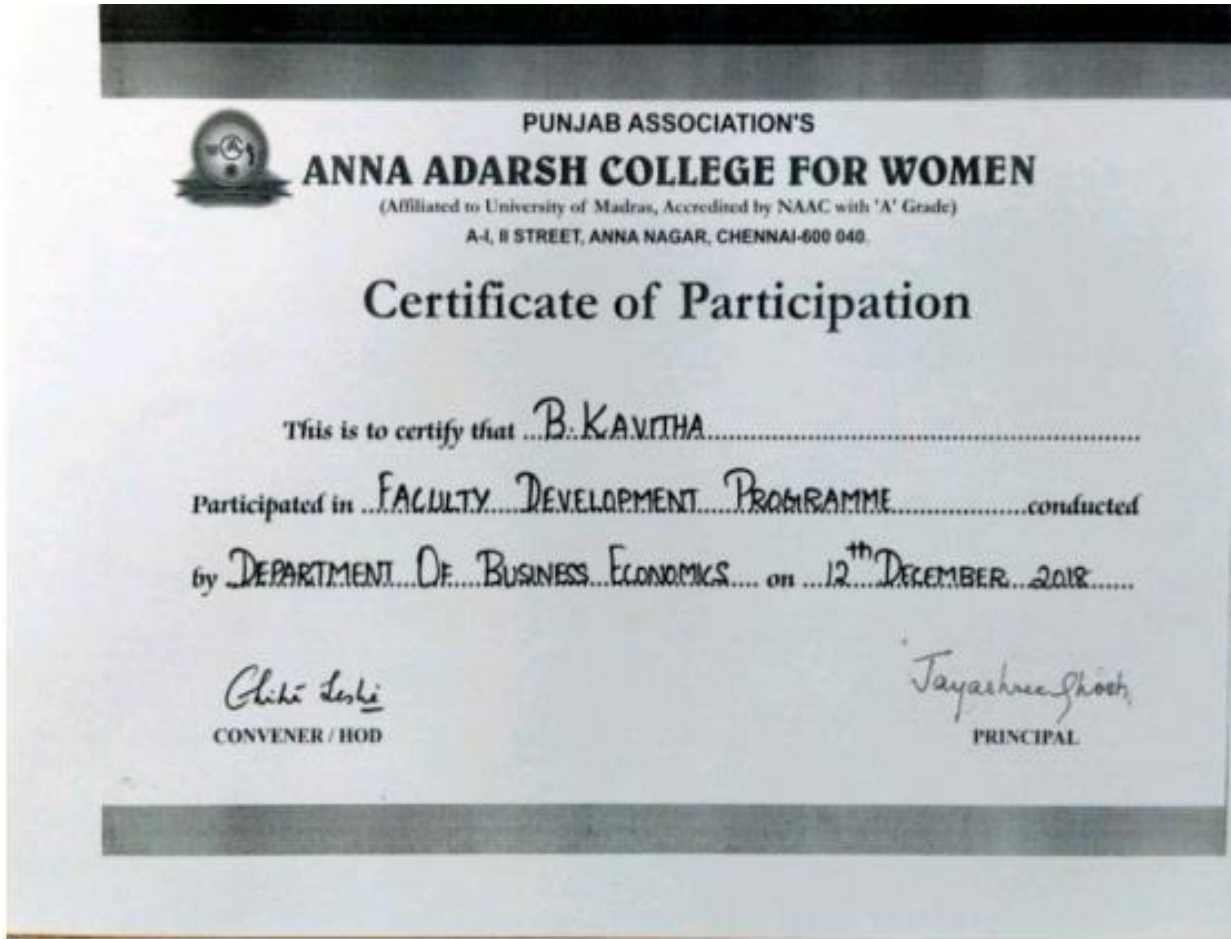 PUNJAB ASSOCIATION'S
ANNA ADARSH COLLEGE FOR WOMEN
(Affiliated to University of Madras, Accredited by NAAC with 'A' Grade)
A-I, II STREET, ANNA NAGAR, CHENNAI-600 040.
Certificate of Participation
This is to certify that B. KAVITHA
Participated in FACULTY DEVELOPMENT PROGRAMME conducted
by DEPARTMENT OF BUSINESS ECONOMICS on 12th DECEMBER 2018
Jayashree Ghosh
CONVENER / HOD
PRINCIPAL